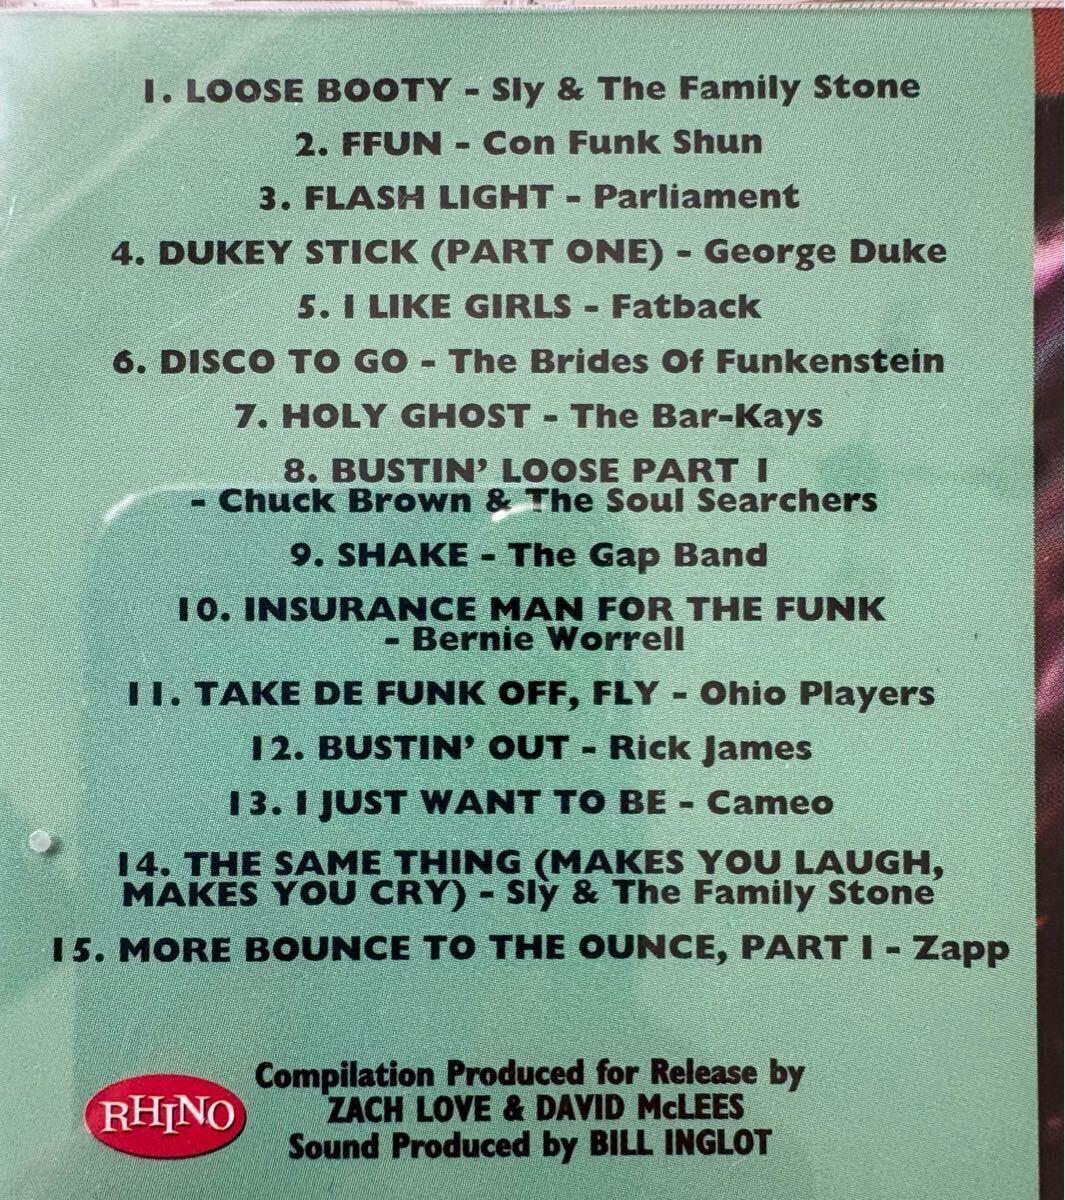 1. LOOSE BOOTY - Sly & The Family Stone
2. FFUN - Con Funk Shun
3. FLASH LIGHT - Parliament
4. DUKEY STICK (PART ONE) - George Duke
5. I LIKE GIRLS - Fatback
6. DISCO TO GO - The Brides Of Funkenstein
7. HOLY GHOST - The Bar-Kays
8. BUSTIN' LOOSE PART I
- Chuck Brown & The Soul Searchers
9. SHAKE - The Gap Band
10. INSURANCE MAN FOR THE FUNK
- Bernie Worrell
11. TAKE DE FUNK OFF, FLY - Ohio Players
12. BUSTIN' OUT - Rick James
13. I JUST WANT TO BE - Cameo
14. THE SAME THING (MAKES YOU LAUGH,
MAKES YOU CRY) - Sly & The Family Stone
15. MORE BOUNCE TO THE OUNCE, PART I - Zapp
RHINO
Compilation Produced for Release by
ZACH LOVE & DAVID McLEES
Sound Produced by BILL INGLOT